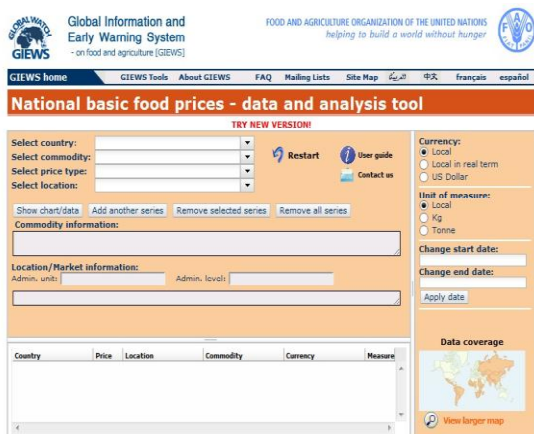 GLOBAL WATCH
GIEWS
Global Information and
Early Warning System
- on food and agriculture [GIEWS]
FOOD AND AGRICULTURE ORGANIZATION OF THE UNITED NATIONS
helping to build a world without hunger
F A O
FIAT PANIS
GIEWS home GIEWS Tools About GIEWS FAQ Mailing Lists Site Map العربية 中文 français español
National basic food prices - data and analysis tool
TRY NEW VERSION!
Select country:
Select commodity:
Select price type:
Select location:
Restart
User guide
Contact us
Show chart/data Add another series Remove selected series Remove all series
Commodity information:
Location/Market information:
Admin. unit: Admin. level:
Country Price Location Commodity Currency Measure
Currency:
Local
Local in real term
US Dollar
Unit of measure:
Local
Kg
Tonne
Change start date:
Change end date:
Apply date
Data coverage
View larger map